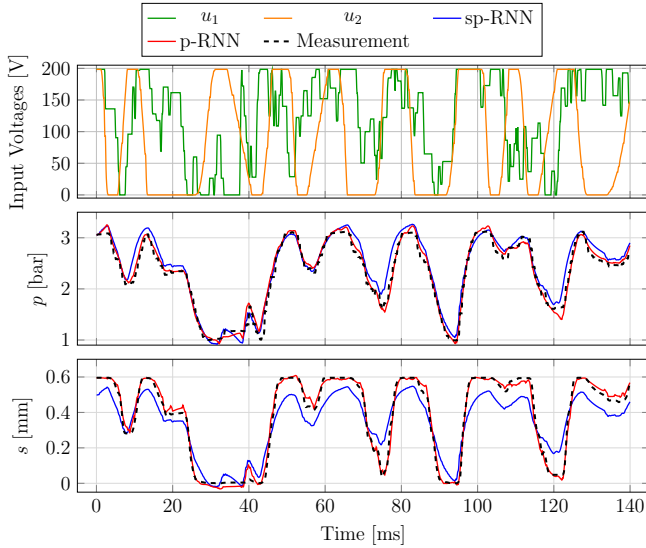 u₁ u₂ sp-RNN
p-RNN Measurement
Input Voltages [V]
200
150
100
50
0
p [bar]
3
2
1
s [mm]
0.6
0.4
0.2
0
0 20 40 60 80 100 120 140
Time [ms]